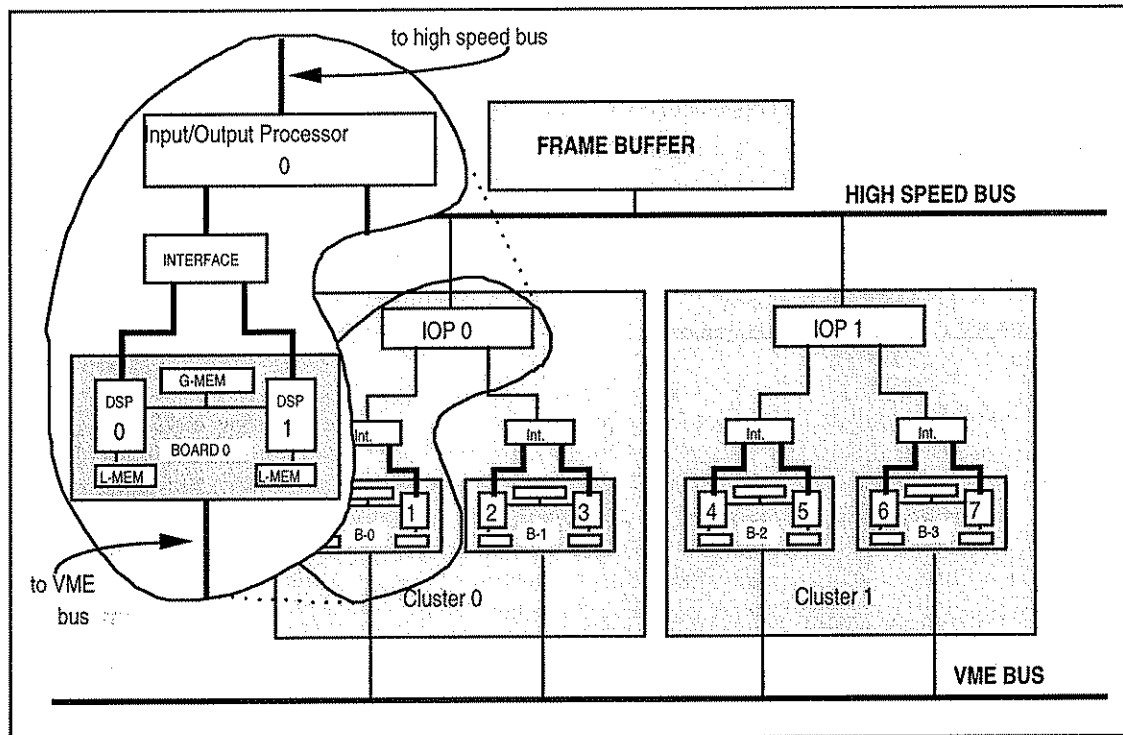 to high speed bus
Input/Output Processor
0
FRAME BUFFER
HIGH SPEED BUS
INTERFACE
IOP 0
IOP 1
G-MEM
DSP
0
DSP
1
BOARD 0
L-MEM
L-MEM
Int.
Int.
Int.
Int.
1
2
3
4
5
6
7
B-0
B-1
B-2
B-3
to VME
bus
Cluster 0
Cluster 1
VME BUS